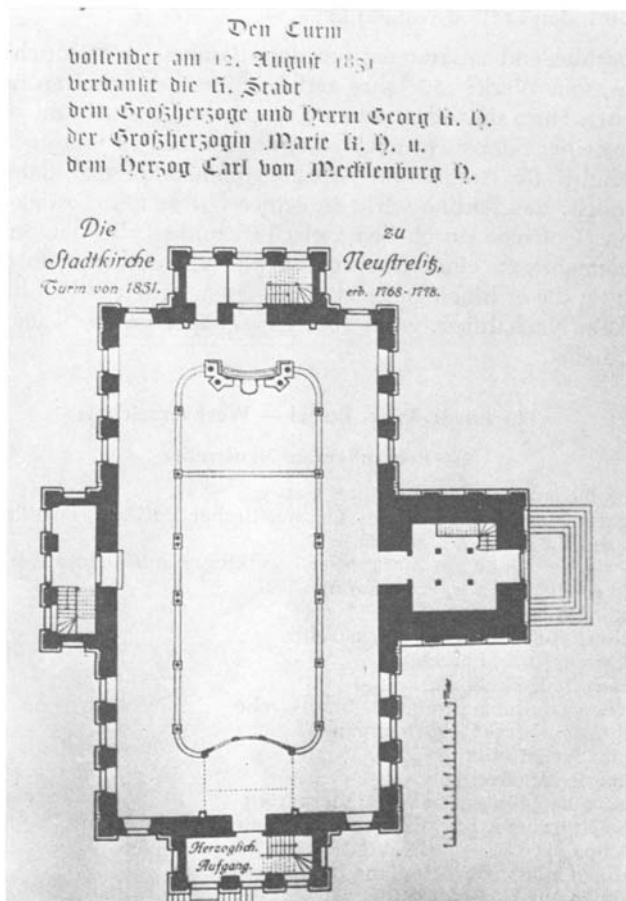 Den Turm
vollendet am 12. August 1831
verdankt die H. Stadt
dem Großherzoge und Herrn Georg K. H.
der Großherzogin Marie K. H. u.
dem Herzog Carl von Mecklenburg H.
Die Stadtkirche zu Neustrelitz,
Turm von 1831. erb. 1768-1778.
Herzoglich.
Aufgang.